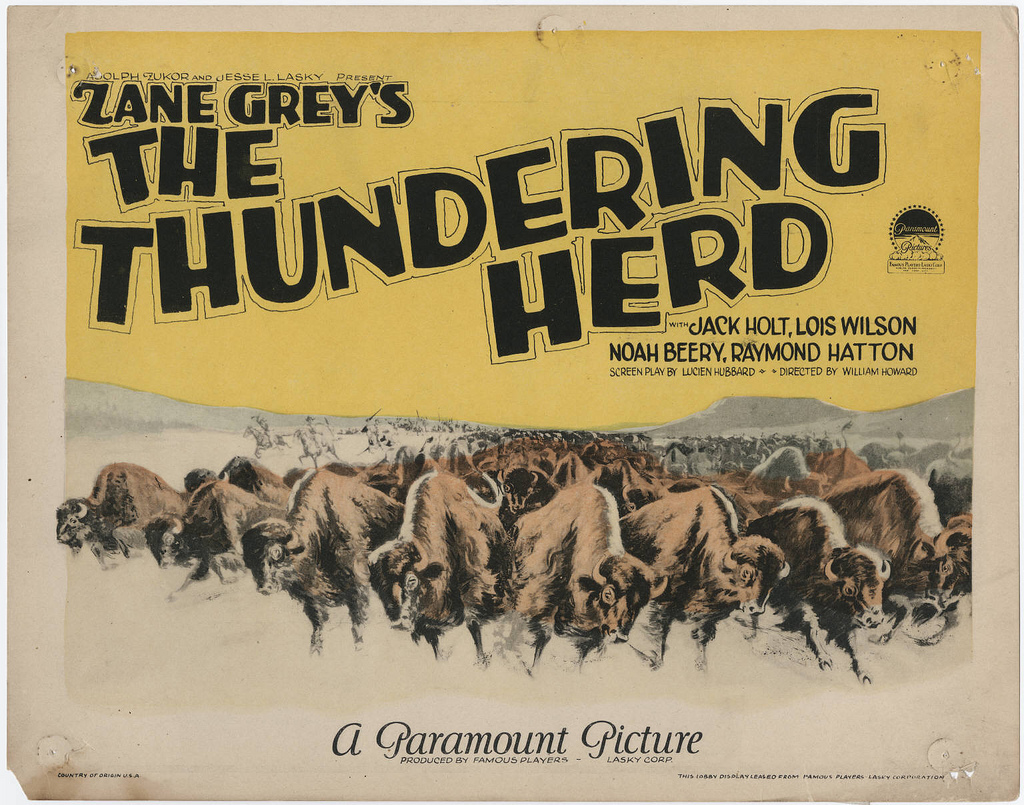 ADOLPH ZUKOR AND JESSE L. LASKY PRESENT
ZANE GREY'S
THE
THUNDERING
HERD
Paramount
Pictures
WITH JACK HOLT, LOIS WILSON
NOAH BEERY, RAYMOND HATTON
SCREEN PLAY BY LUCIEN HUBBARD DIRECTED BY WILLIAM HOWARD
A Paramount Picture
PRODUCED BY FAMOUS PLAYERS - LASKY CORP.
COUNTRY OF ORIGIN U.S.A.
THIS LOBBY DISPLAY LEASED FROM FAMOUS PLAYERS-LASKY CORPORATION